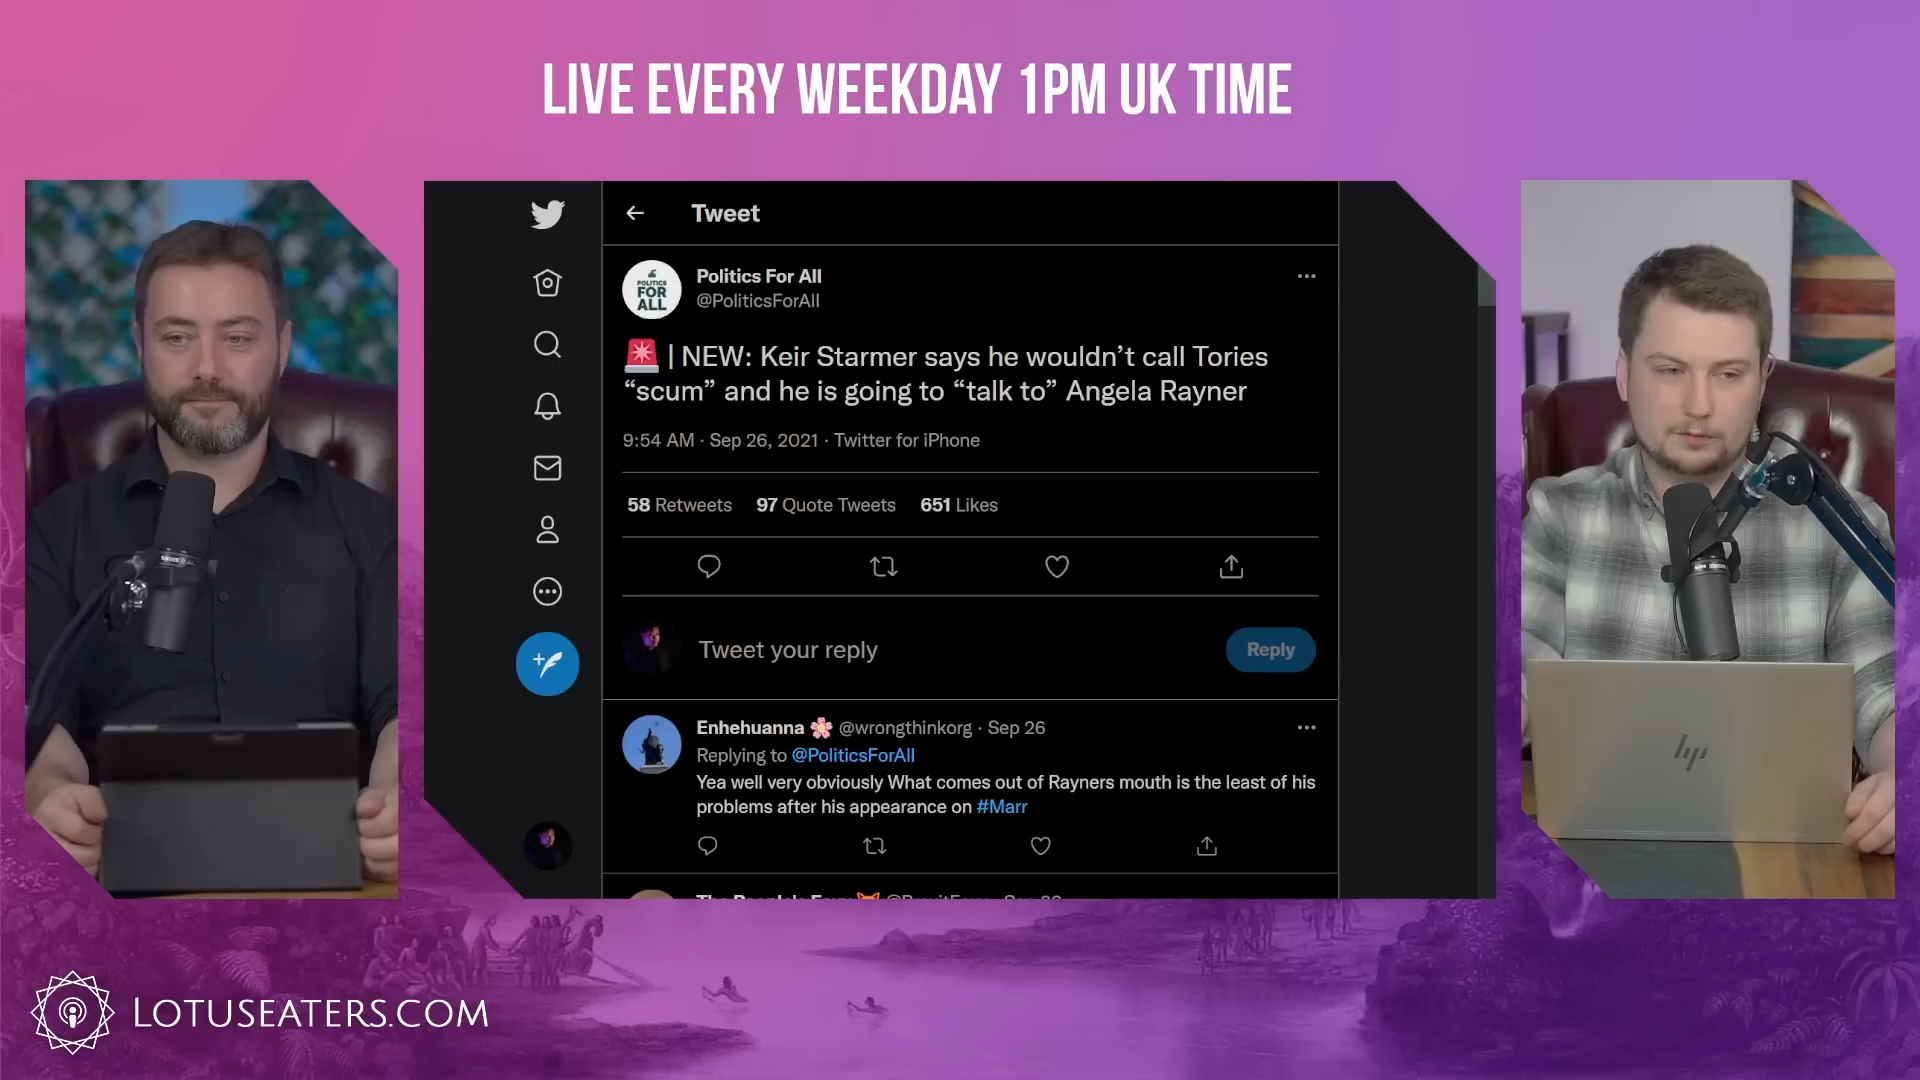 LIVE EVERY WEEKDAY 1PM UK TIME
Tweet
Politics For All
@PoliticsForAll
POLITICS
FOR
ALL
| NEW: Keir Starmer says he wouldn’t call Tories
“scum” and he is going to “talk to” Angela Rayner
9:54 AM · Sep 26, 2021 · Twitter for iPhone
58 Retweets 97 Quote Tweets 651 Likes
Tweet your reply
Reply
Enhehuanna 🌸 @wrongthinkorg · Sep 26
Replying to @PoliticsForAll
Yea well very obviously What comes out of Rayners mouth is the least of his
problems after his appearance on #Marr
hp
LOTUSEATERS.COM